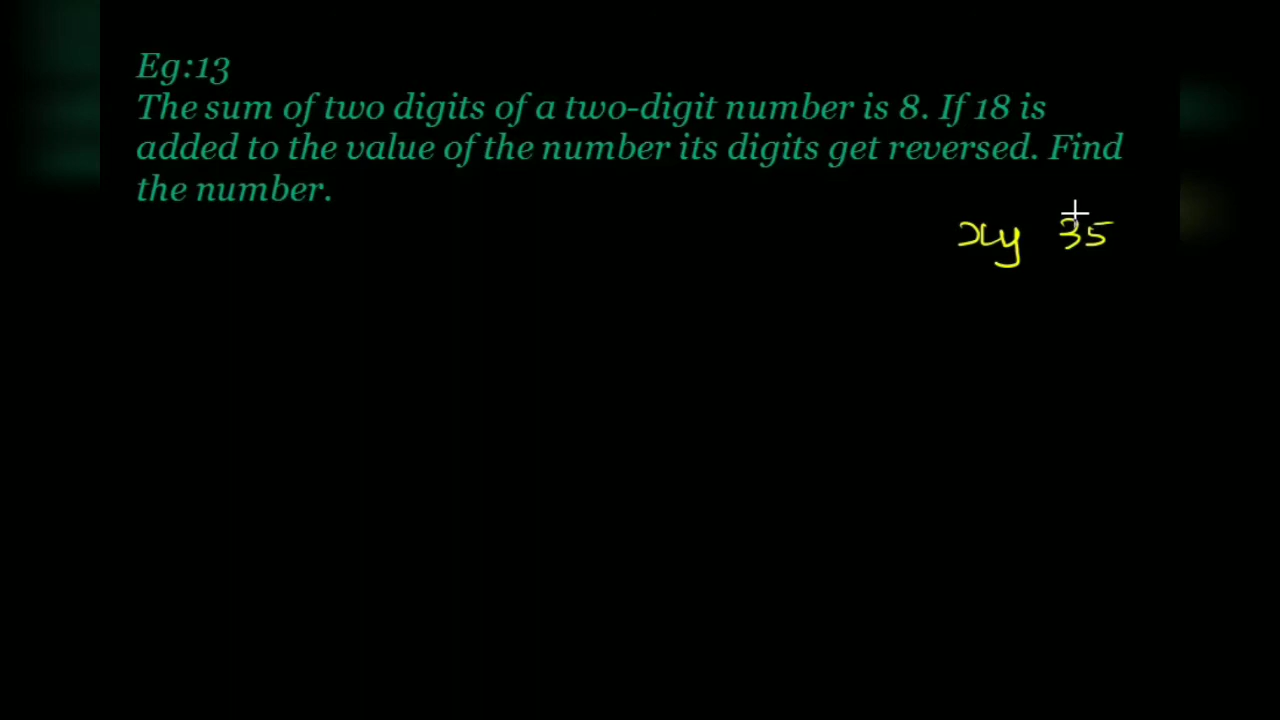 Eg:13
The sum of two digits of a two-digit number is 8. If 18 is
added to the value of the number its digits get reversed. Find
the number.
xy 35